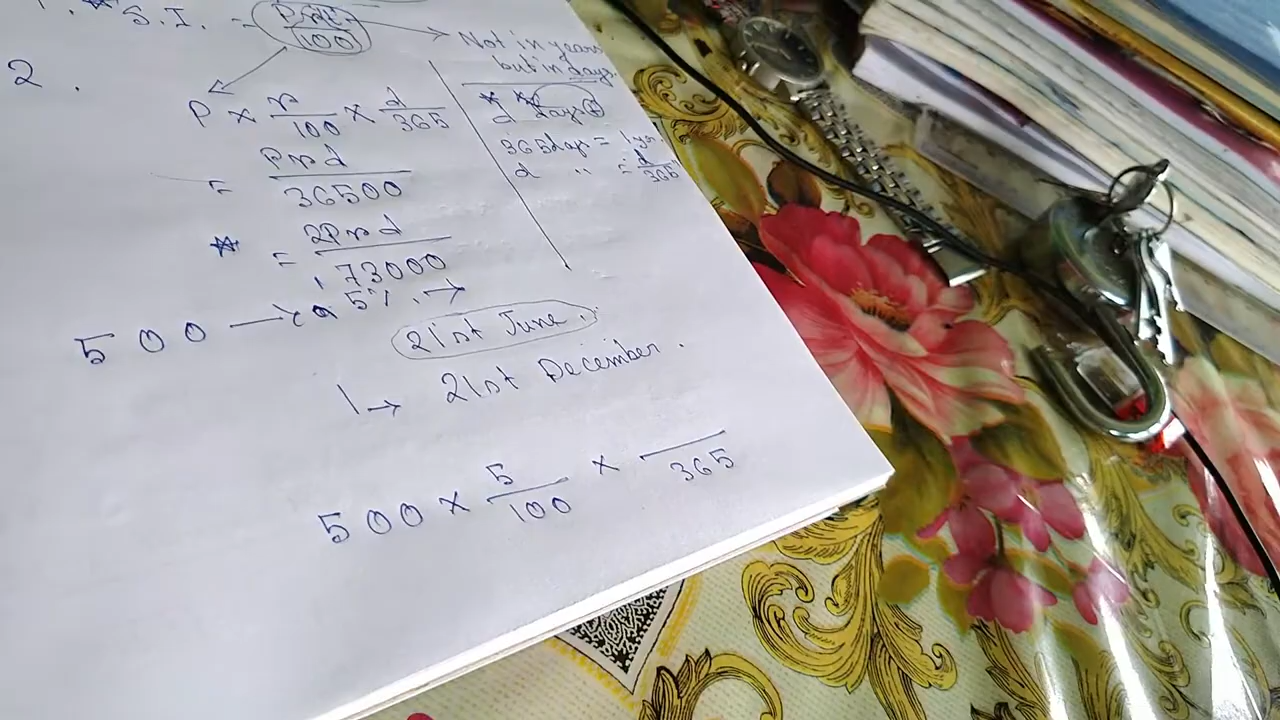 S.I. = Prt/100
Not in years
but in days.
2.
P × r/100 × d/365
d days
365 days = 1 yr.
d " = d/365
= Prd/36500
* = 2Prd/73000
500 → @ 5% →
21st June.
→ 21st December.
500 × 5/100 × /365